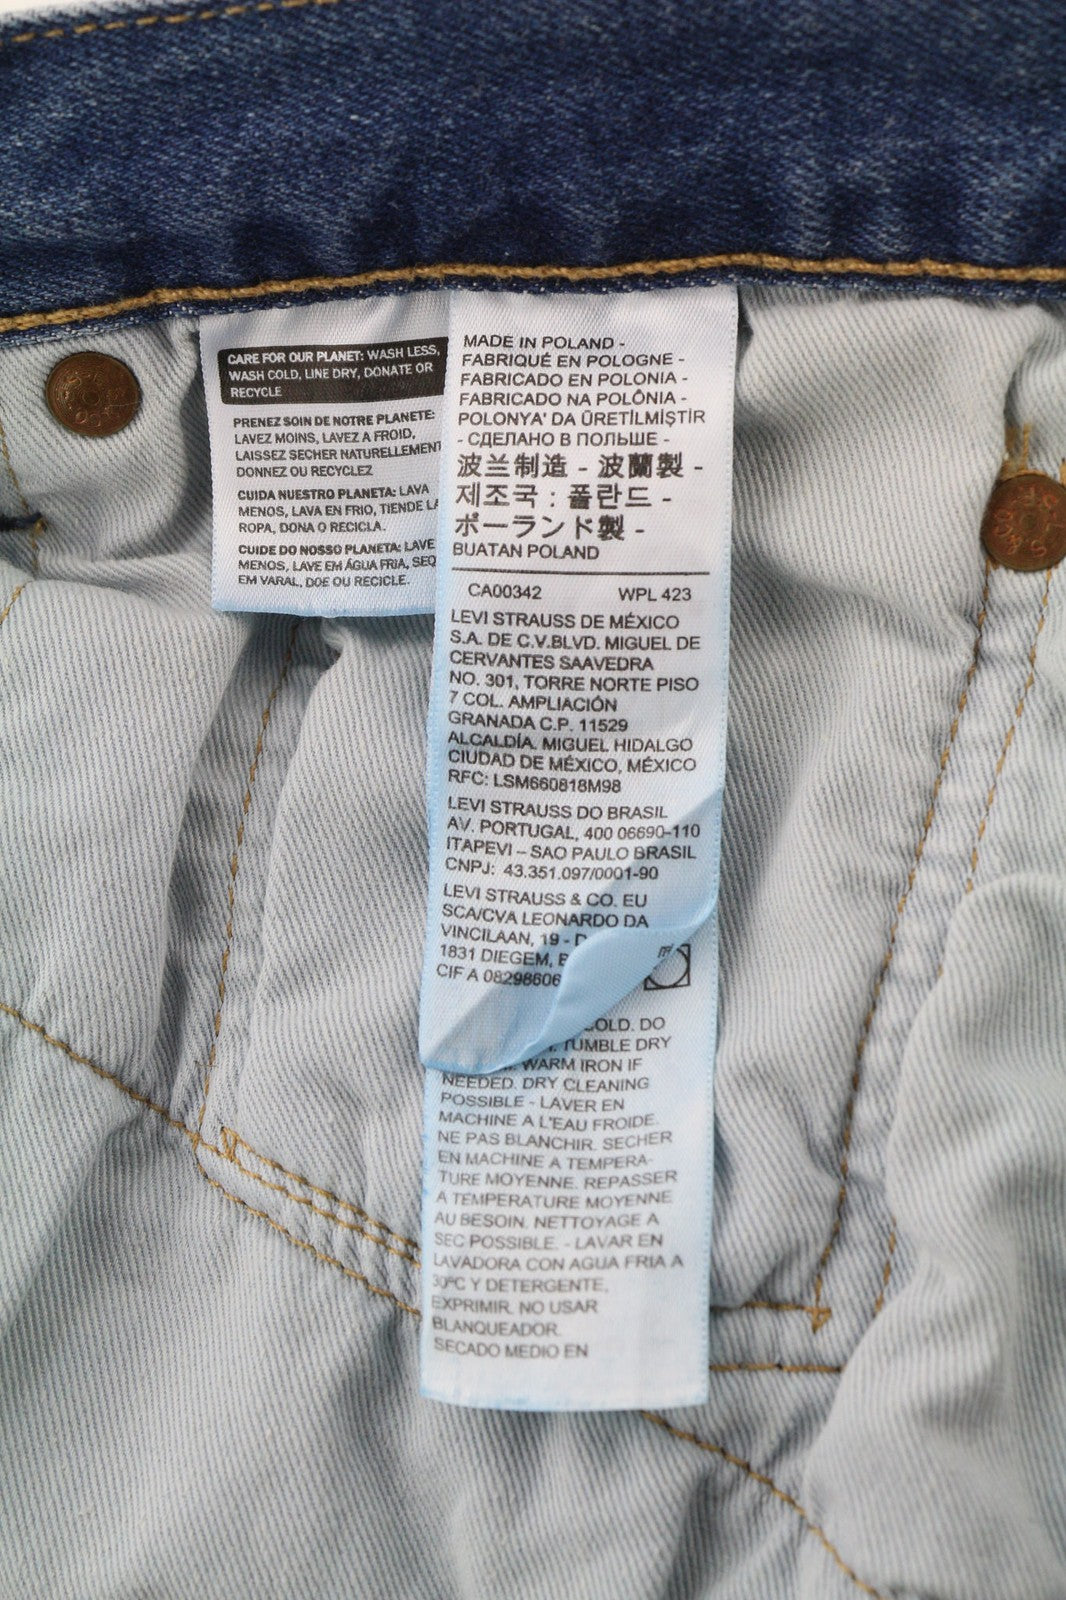 CARE FOR OUR PLANET: WASH LESS,
WASH COLD, LINE DRY, DONATE OR
RECYCLE
PRENEZ SOIN DE NOTRE PLANETE:
LAVEZ MOINS, LAVEZ A FROID,
LAISSEZ SECHER NATURELLEMENT
DONNEZ OU RECYCLEZ
CUIDA NUESTRO PLANETA: LAVA
MENOS, LAVA EN FRIO, TIENDE LA
ROPA, DONA O RECICLA.
CUIDE DO NOSSO PLANETA: LAVE
MENOS, LAVE EM ÁGUA FRIA, SEQ
EM VARAL, DOE OU RECICLE.
MADE IN POLAND -
FABRIQUÉ EN POLOGNE -
FABRICADO EN POLONIA -
FABRICADO NA POLÔNIA -
POLONYA' DA ÜRETİLMİŞTİR
- СДЕЛАНО В ПОЛЬШЕ -
波兰制造 - 波蘭製 -
제조국 : 폴란드 -
ポーランド製 -
BUATAN POLAND
CA00342 WPL 423
LEVI STRAUSS DE MÉXICO
S.A. DE C.V.BLVD. MIGUEL DE
CERVANTES SAAVEDRA
NO. 301, TORRE NORTE PISO
7 COL. AMPLIACIÓN
GRANADA C.P. 11529
ALCALDÍA. MIGUEL HIDALGO
CIUDAD DE MÉXICO, MÉXICO
RFC: LSM660818M98
LEVI STRAUSS DO BRASIL
AV. PORTUGAL, 400 06690-110
ITAPEVI – SAO PAULO BRASIL
CNPJ: 43.351.097/0001-90
LEVI STRAUSS & CO. EU
SCA/CVA LEONARDO DA
VINCILAAN, 19 - D
1831 DIEGEM, B
CIF A 08298606
COLD. DO
TUMBLE DRY
WARM IRON IF
NEEDED. DRY CLEANING
POSSIBLE - LAVER EN
MACHINE A L'EAU FROIDE.
NE PAS BLANCHIR. SECHER
EN MACHINE A TEMPERA-
TURE MOYENNE. REPASSER
A TEMPERATURE MOYENNE
AU BESOIN. NETTOYAGE A
SEC POSSIBLE. - LAVAR EN
LAVADORA CON AGUA FRIA A
30ºC Y DETERGENTE,
EXPRIMIR. NO USAR
BLANQUEADOR.
SECADO MEDIO EN